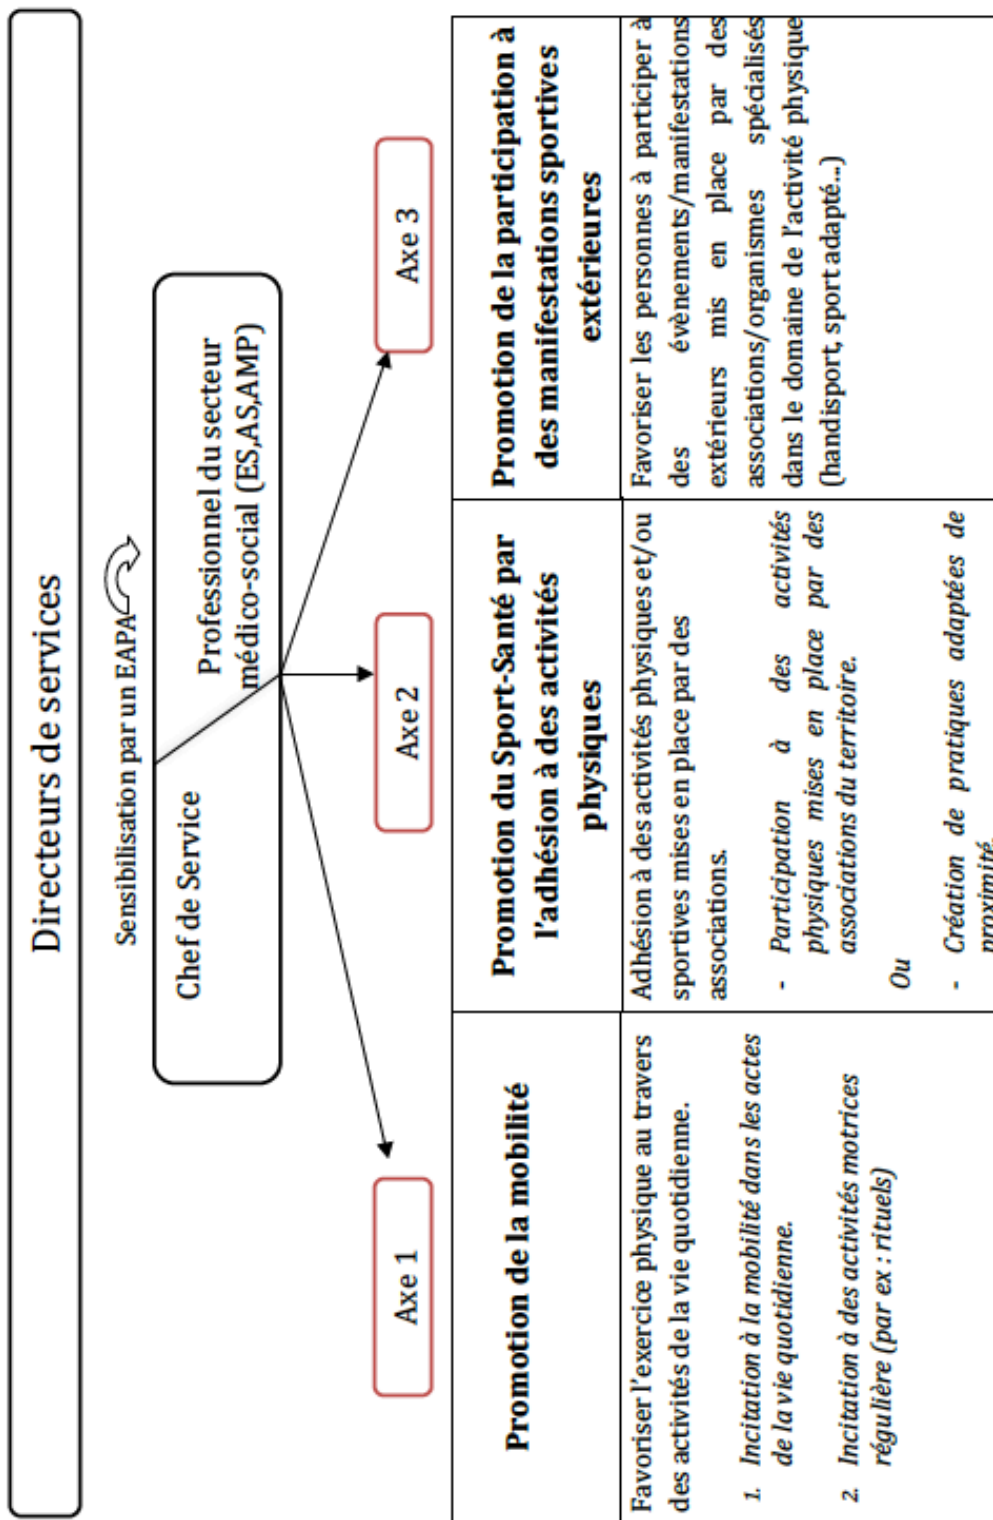 Directeurs de services
Sensibilisation par un EAPA
Chef de Service
Professionnel du secteur
médico-social (ES,AS,AMP)
Axe 1
Axe 2
Axe 3
Promotion de la mobilité
Favoriser l'exercice physique au travers
des activités de la vie quotidienne.
1. Incitation à la mobilité dans les actes
de la vie quotidienne.
2. Incitation à des activités motrices
régulière (par ex : rituels)
Promotion du Sport-Santé par
l'adhésion à des activités
physiques
Adhésion à des activités physiques et/ou
sportives mises en place par des
associations.
- Participation à des activités
physiques mises en place par des
associations du territoire.
Ou
- Création de pratiques adaptées de
proximité.
Promotion de la participation à
des manifestations sportives
extérieures
Favoriser les personnes à participer à
des évènements/manifestations
extérieurs mis en place par des
associations/organismes spécialisés
dans le domaine de l'activité physique
(handisport, sport adapté...)